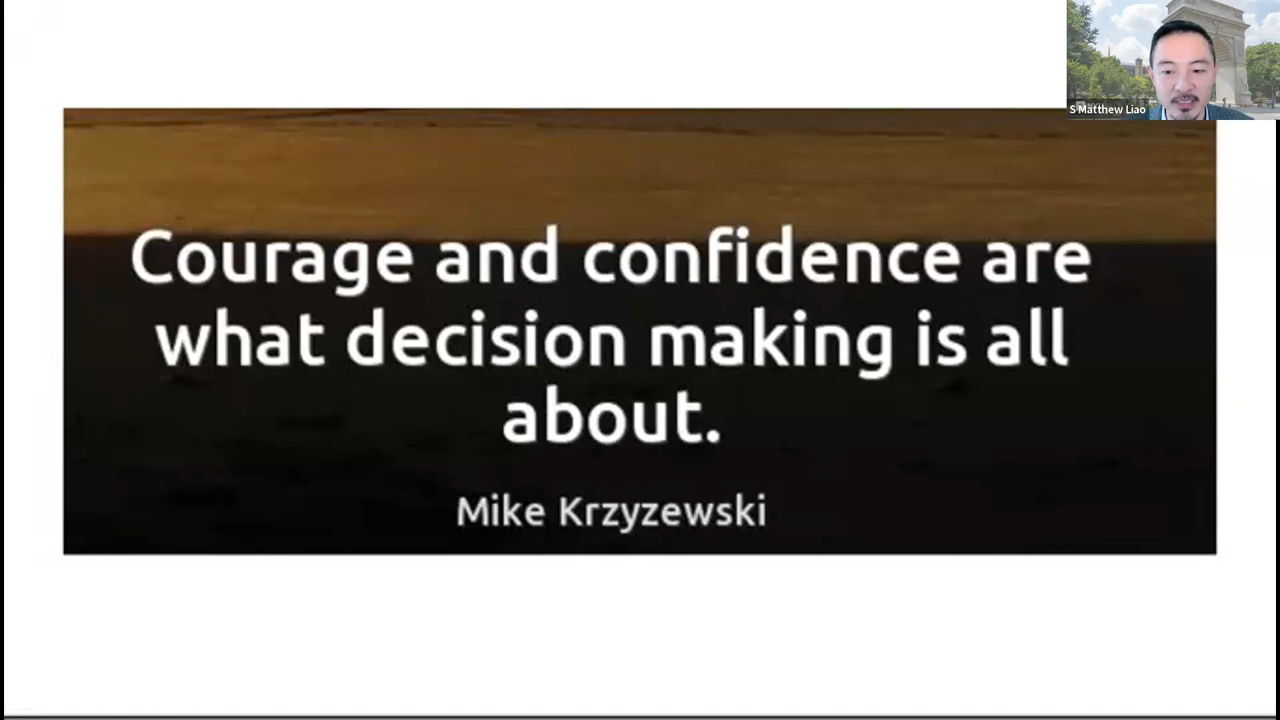 S Matthew Liao
Courage and confidence are
what decision making is all
about.
Mike Krzyzewski